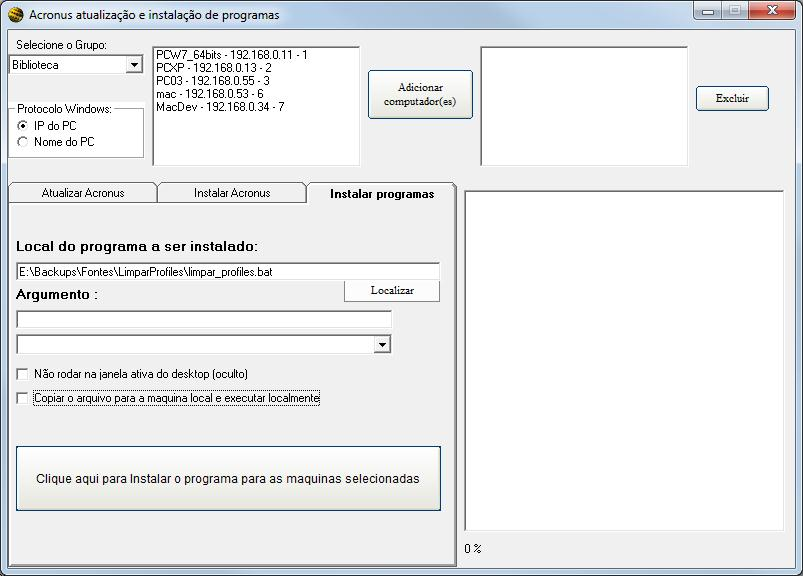 Acronus atualização e instalação de programas
Selecione o Grupo:
Biblioteca
Protocolo Windows:
IP do PC
Nome do PC
PCW7_64bits - 192.168.0.11 - 1
PCXP - 192.168.0.13 - 2
PC03 - 192.168.0.55 - 3
mac - 192.168.0.53 - 6
MacDev - 192.168.0.34 - 7
Adicionar
computador(es)
Excluir
Atualizar Acronus
Instalar Acronus
Instalar programas
Local do programa a ser instalado:
E:\Backups\Fontes\LimparProfiles\limpar_profiles.bat
Localizar
Argumento :
Não rodar na janela ativa do desktop (oculto)
Copiar o arquivo para a maquina local e executar localmente
Clique aqui para Instalar o programa para as maquinas selecionadas
0 %